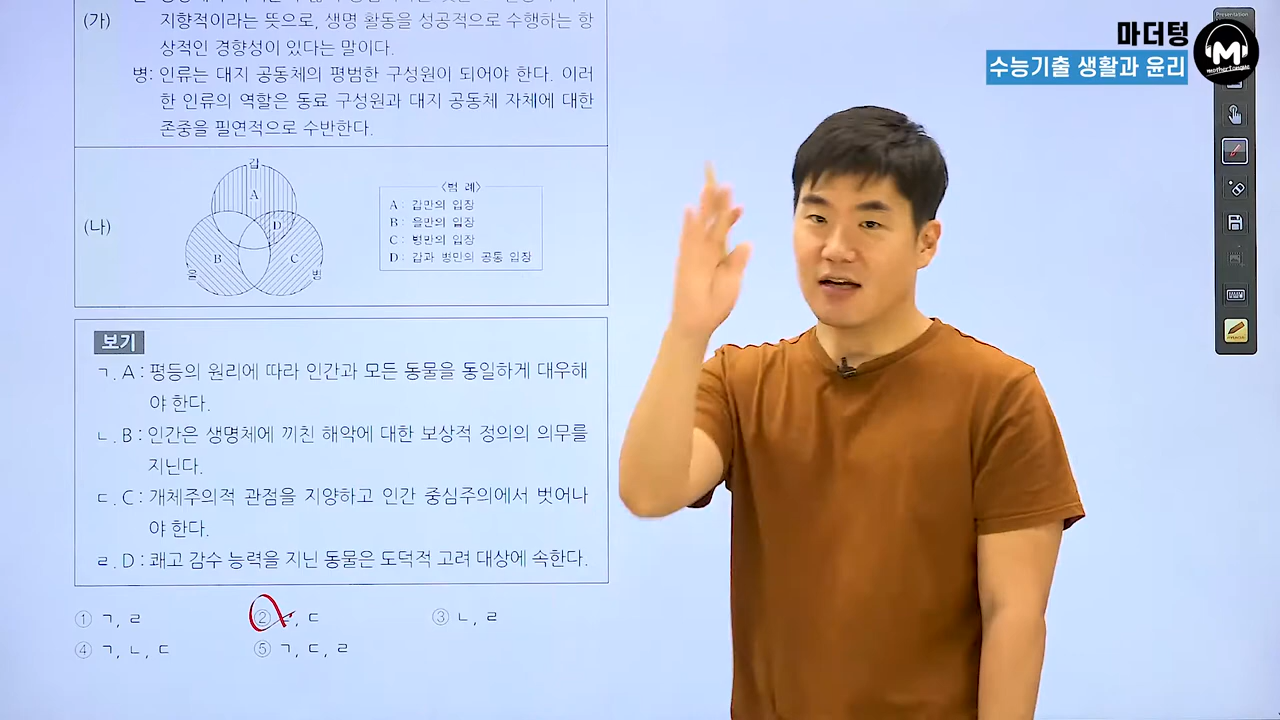 (가)
지향적이라는 뜻으로, 생명 활동을 성공적으로 수행하는 항
상적인 경향성이 있다는 말이다.
병: 인류는 대지 공동체의 평범한 구성원이 되어야 한다. 이러
한 인류의 역할은 동료 구성원과 대지 공동체 자체에 대한
존중을 필연적으로 수반한다.
(나)
갑
A
D
B
C
을
병
〈범 례〉
A : 갑만의 입장
B : 을만의 입장
C : 병만의 입장
D : 갑과 병만의 공동 입장
보기
ㄱ. A : 평등의 원리에 따라 인간과 모든 동물을 동일하게 대우해
야 한다.
ㄴ. B : 인간은 생명체에 끼친 해악에 대한 보상적 정의의 의무를
지닌다.
ㄷ. C : 개체주의적 관점을 지양하고 인간 중심주의에서 벗어나
야 한다.
ㄹ. D : 쾌고 감수 능력을 지닌 동물은 도덕적 고려 대상에 속한다.
① ㄱ, ㄹ
② , ㄷ
③ ㄴ, ㄹ
④ ㄱ, ㄴ, ㄷ
⑤ ㄱ, ㄷ, ㄹ
마더텅
수능기출 생활과 윤리
M
mothertongue
Presentation